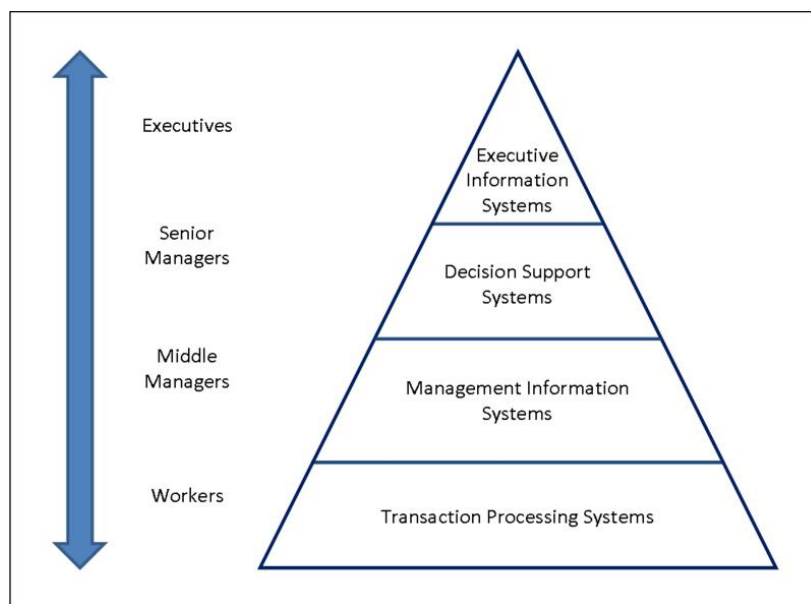 Executives
Senior
Managers
Middle
Managers
Workers
Executive
Information
Systems
Decision Support
Systems
Management Information
Systems
Transaction Processing Systems